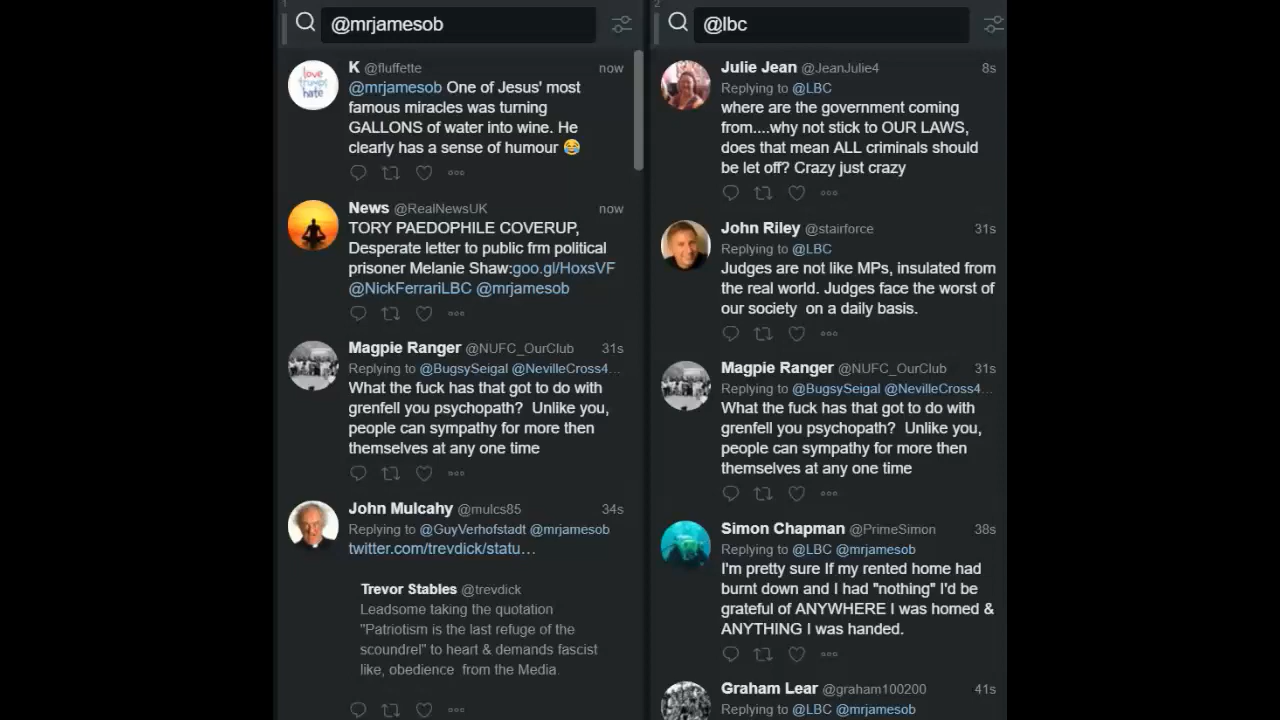 1
@mrjamesob
K @fluffette now
@mrjamesob One of Jesus' most
famous miracles was turning
GALLONS of water into wine. He
clearly has a sense of humour 😂
love
trumps
hate
News @RealNewsUK now
TORY PAEDOPHILE COVERUP,
Desperate letter to public frm political
prisoner Melanie Shaw:goo.gl/HoxsVF
@NickFerrariLBC @mrjamesob
Magpie Ranger @NUFC_OurClub 31s
Replying to @BugsySeigal @NevilleCross4...
What the fuck has that got to do with
grenfell you psychopath? Unlike you,
people can sympathy for more then
themselves at any one time
John Mulcahy @mulcs85 34s
Replying to @GuyVerhofstadt @mrjamesob
twitter.com/trevdick/statu…
Trevor Stables @trevdick
Leadsome taking the quotation
"Patriotism is the last refuge of the
scoundrel" to heart & demands fascist
like, obedience from the Media.
2
@lbc
Julie Jean @JeanJulie4 8s
Replying to @LBC
where are the government coming
from....why not stick to OUR LAWS,
does that mean ALL criminals should
be let off? Crazy just crazy
John Riley @stairforce 31s
Replying to @LBC
Judges are not like MPs, insulated from
the real world. Judges face the worst of
our society on a daily basis.
Magpie Ranger @NUFC_OurClub 31s
Replying to @BugsySeigal @NevilleCross4...
What the fuck has that got to do with
grenfell you psychopath? Unlike you,
people can sympathy for more then
themselves at any one time
Simon Chapman @PrimeSimon 38s
Replying to @LBC @mrjamesob
I'm pretty sure If my rented home had
burnt down and I had "nothing" I'd be
grateful of ANYWHERE I was homed &
ANYTHING I was handed.
Graham Lear @graham100200 41s
Replying to @LBC @mrjamesob